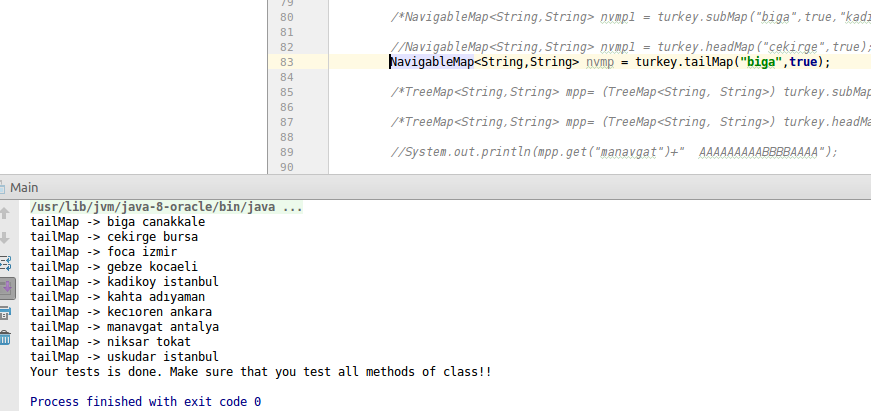 79
80 /*NavigableMap<String,String> nvmp1 = turkey.subMap("biga",true,"kadi
81
82 //NavigableMap<String,String> nvmp1 = turkey.headMap("cekirge",true);
83 NavigableMap<String,String> nvmp = turkey.tailMap("biga",true);
84
85 /*TreeMap<String,String> mpp= (TreeMap<String, String>) turkey.subMap
86
87 /*TreeMap<String,String> mpp= (TreeMap<String, String>) turkey.headMa
88
89 //System.out.println(mpp.get("manavgat")+"  AAAAAAAAABBBBAAAA");
90
Main
/usr/lib/jvm/java-8-oracle/bin/java ...
tailMap -> biga canakkale
tailMap -> cekirge bursa
tailMap -> foca izmir
tailMap -> gebze kocaeli
tailMap -> kadikoy istanbul
tailMap -> kahta adıyaman
tailMap -> kecıoren ankara
tailMap -> manavgat antalya
tailMap -> niksar tokat
tailMap -> uskudar istanbul
Your tests is done. Make sure that you test all methods of class!!
Process finished with exit code 0